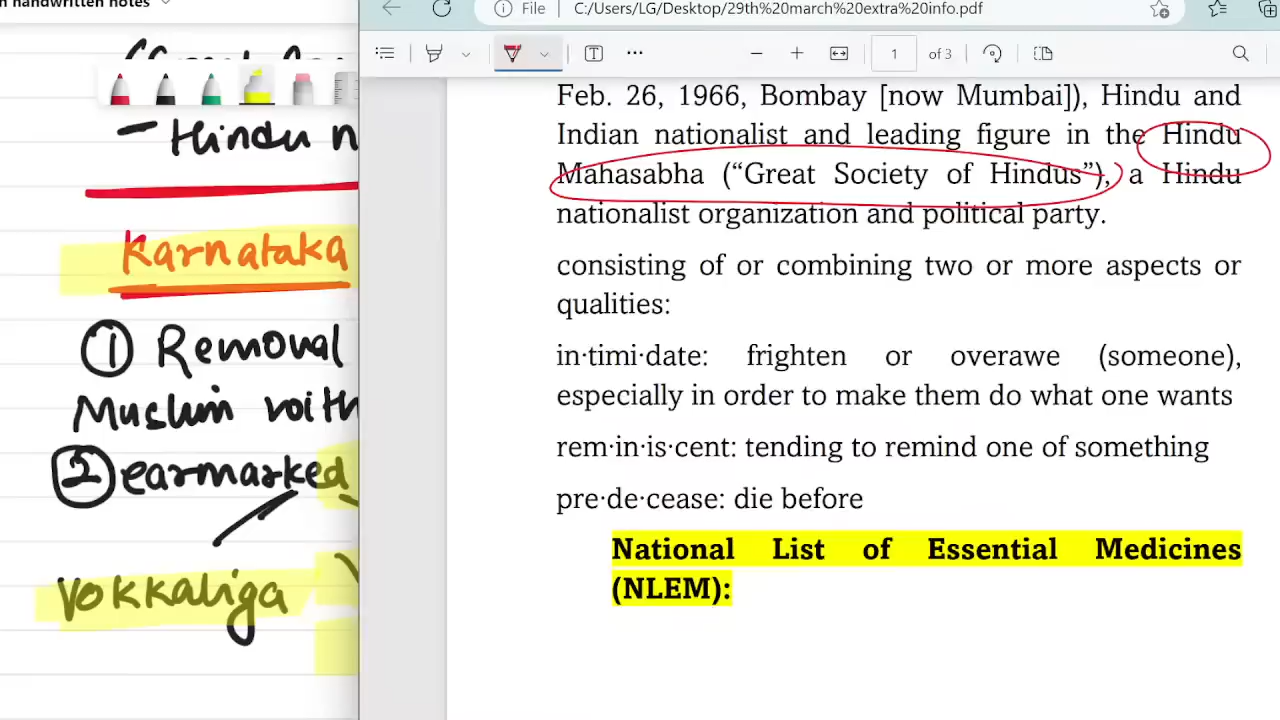 n handwritten notes
- Hindu n
Karnataka
① Removal
Muslim with
② earmarked
Vokkaliga
File C:/Users/LG/Desktop/29th%20march%20extra%20info.pdf
1 of 3
Feb. 26, 1966, Bombay [now Mumbai]), Hindu and
Indian nationalist and leading figure in the Hindu
Mahasabha (“Great Society of Hindus”), a Hindu
nationalist organization and political party.
consisting of or combining two or more aspects or
qualities:
in·timi·date: frighten or overawe (someone),
especially in order to make them do what one wants
rem·in·is·cent: tending to remind one of something
pre·de·cease: die before
National List of Essential Medicines
(NLEM):